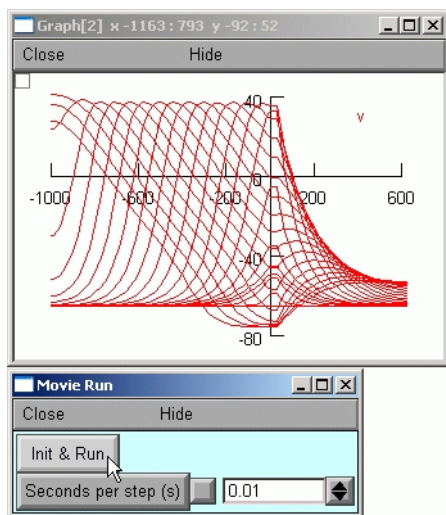 Graph[2] x -1163 : 793 y -92 : 52
Close Hide
40
v
-1000 -600 -200 0 200 600
-40
-80
Movie Run
Close Hide
Init & Run
Seconds per step (s) 0.01